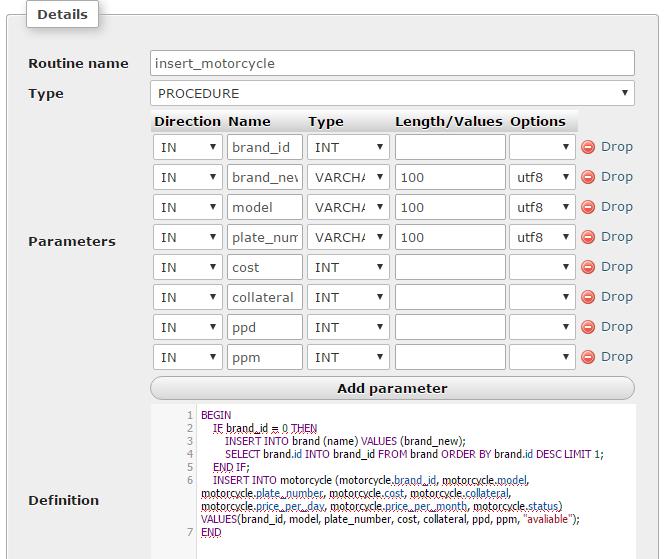 Details
Routine name insert_motorcycle
Type PROCEDURE
Direction Name Type Length/Values Options
IN brand_id INT Drop
IN brand_nev VARCHA 100 utf8 Drop
IN model VARCHA 100 utf8 Drop
Parameters IN plate_num VARCHA 100 utf8 Drop
IN cost INT Drop
IN collateral INT Drop
IN ppd INT Drop
IN ppm INT Drop
Add parameter
Definition
1 BEGIN
2 IF brand_id = 0 THEN
3 INSERT INTO brand (name) VALUES (brand_new);
4 SELECT brand.id INTO brand_id FROM brand ORDER BY brand.id DESC LIMIT 1;
5 END IF;
6 INSERT INTO motorcycle (motorcycle.brand_id, motorcycle.model,
motorcycle.plate_number, motorcycle.cost, motorcycle.collateral,
motorcycle.price_per_day, motorcycle.price_per_month, motorcycle.status)
VALUES(brand_id, model, plate_number, cost, collateral, ppd, ppm, "avaliable");
7 END